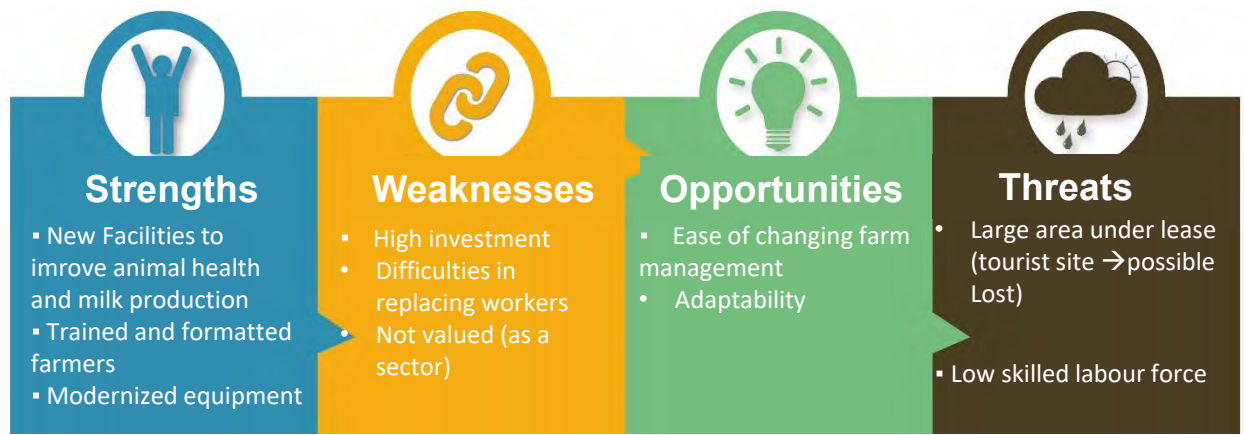 Strengths
▪ New Facilities to
imrove animal health
and milk production
▪ Trained and formatted
farmers
▪ Modernized equipment
Weaknesses
▪ High investment
• Difficulties in
replacing workers
• Not valued (as a
sector)
Opportunities
▪ Ease of changing farm
management
• Adaptability
Threats
• Large area under lease
(tourist site →possible
Lost)
▪ Low skilled labour force